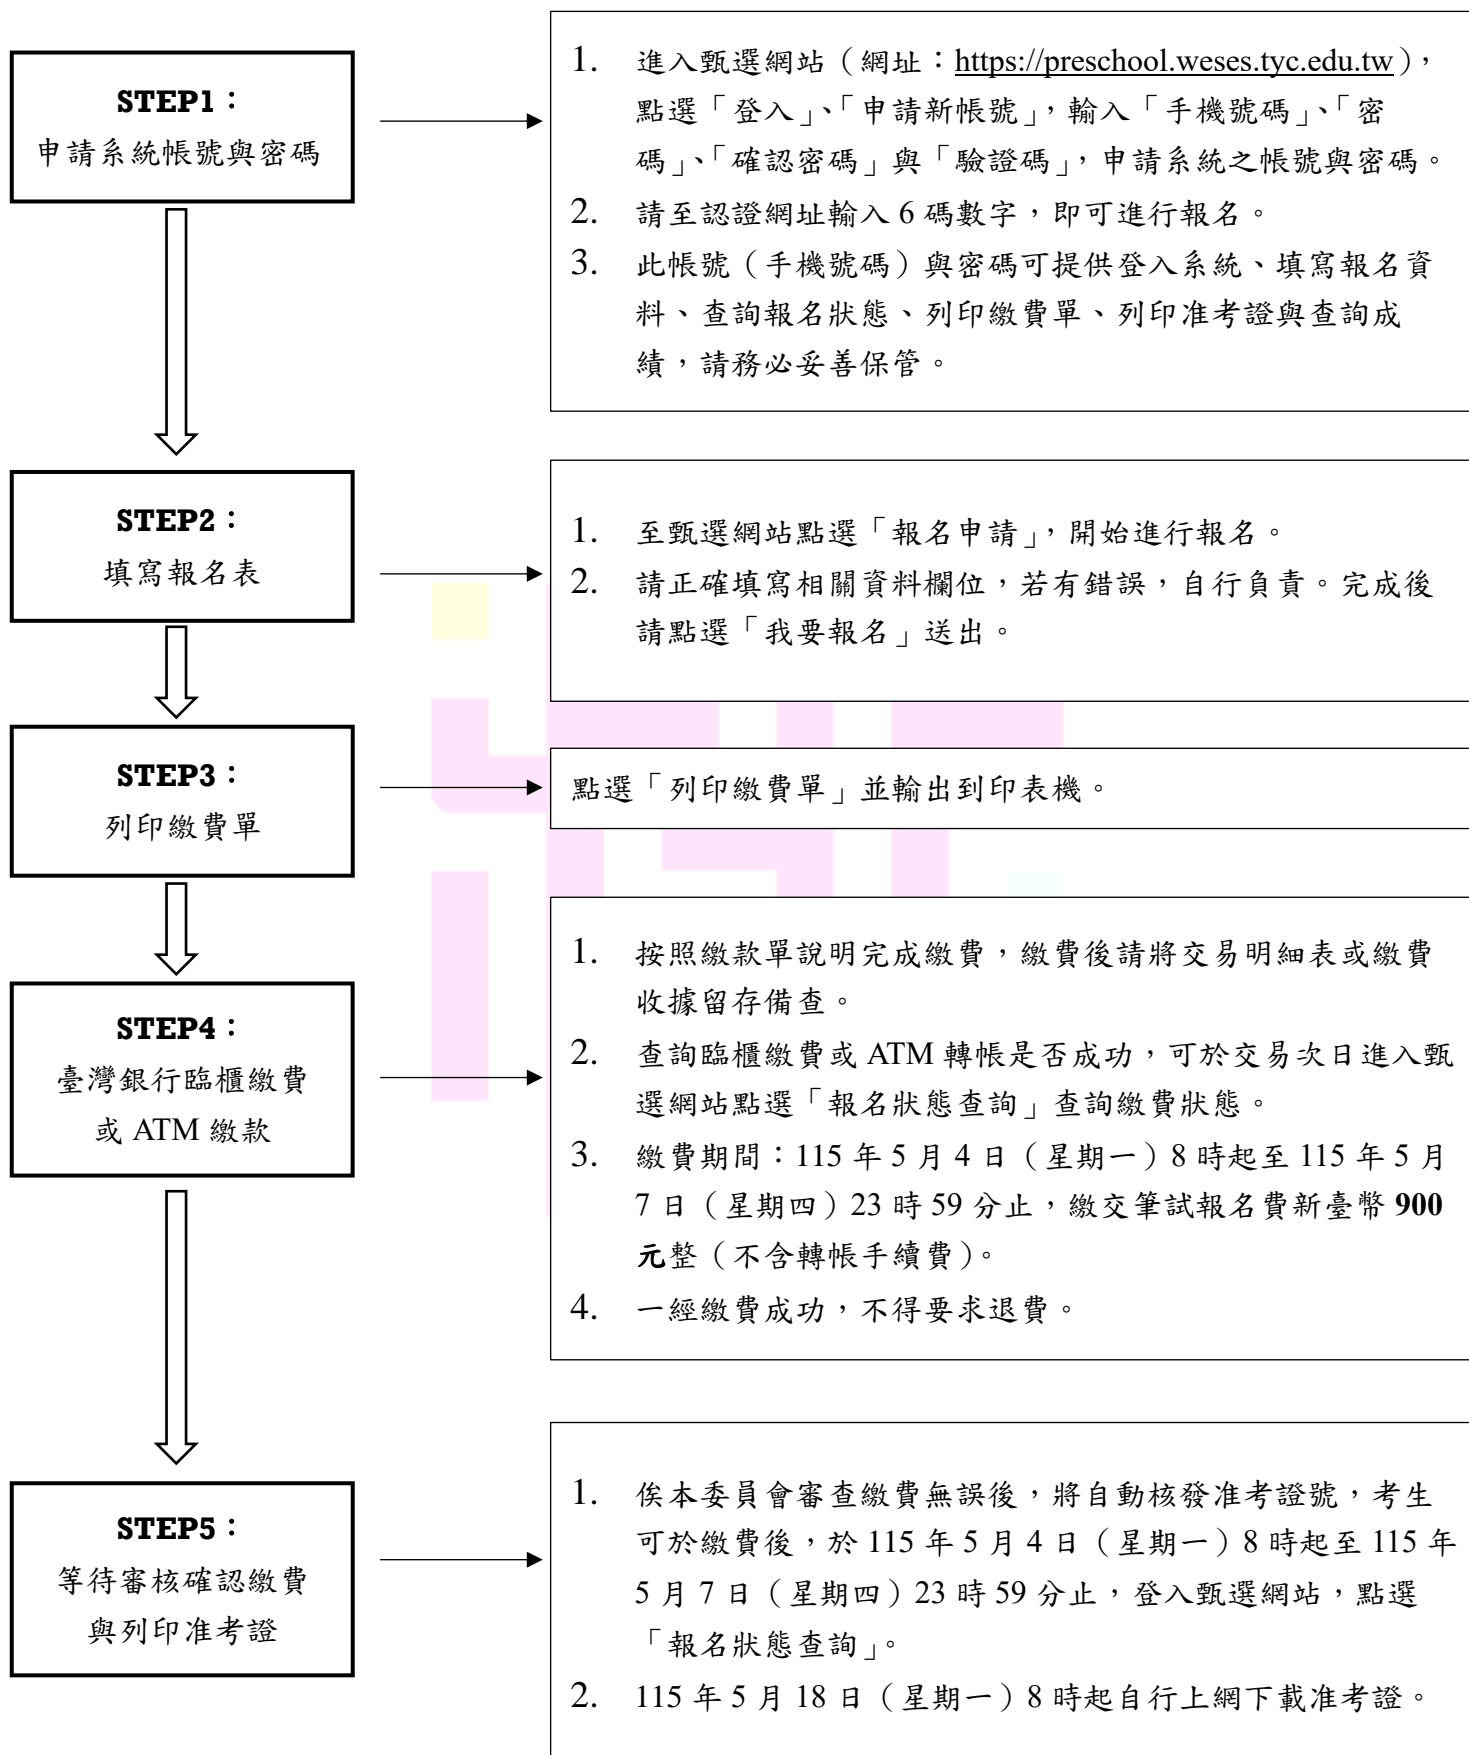 STEP1：
申請系統帳號與密碼
1. 進入甄選網站（網址：https://preschool.weses.tyc.edu.tw），
點選「登入」、「申請新帳號」，輸入「手機號碼」、「密
碼」、「確認密碼」與「驗證碼」，申請系統之帳號與密碼。
2. 請至認證網址輸入 6 碼數字，即可進行報名。
3. 此帳號（手機號碼）與密碼可提供登入系統、填寫報名資
料、查詢報名狀態、列印繳費單、列印准考證與查詢成
績，請務必妥善保管。
STEP2：
填寫報名表
1. 至甄選網站點選「報名申請」，開始進行報名。
2. 請正確填寫相關資料欄位，若有錯誤，自行負責。完成後
請點選「我要報名」送出。
STEP3：
列印繳費單
點選「列印繳費單」並輸出到印表機。
STEP4：
臺灣銀行臨櫃繳費
或 ATM 繳款
1. 按照繳款單說明完成繳費，繳費後請將交易明細表或繳費
收據留存備查。
2. 查詢臨櫃繳費或 ATM 轉帳是否成功，可於交易次日進入甄
選網站點選「報名狀態查詢」查詢繳費狀態。
3. 繳費期間：115 年 5 月 4 日（星期一）8 時起至 115 年 5 月
7 日（星期四）23 時 59 分止，繳交筆試報名費新臺幣 900
元整（不含轉帳手續費）。
4. 一經繳費成功，不得要求退費。
STEP5：
等待審核確認繳費
與列印准考證
1. 俟本委員會審查繳費無誤後，將自動核發准考證號，考生
可於繳費後，於 115 年 5 月 4 日（星期一）8 時起至 115 年
5 月 7 日（星期四）23 時 59 分止，登入甄選網站，點選
「報名狀態查詢」。
2. 115 年 5 月 18 日（星期一）8 時起自行上網下載准考證。